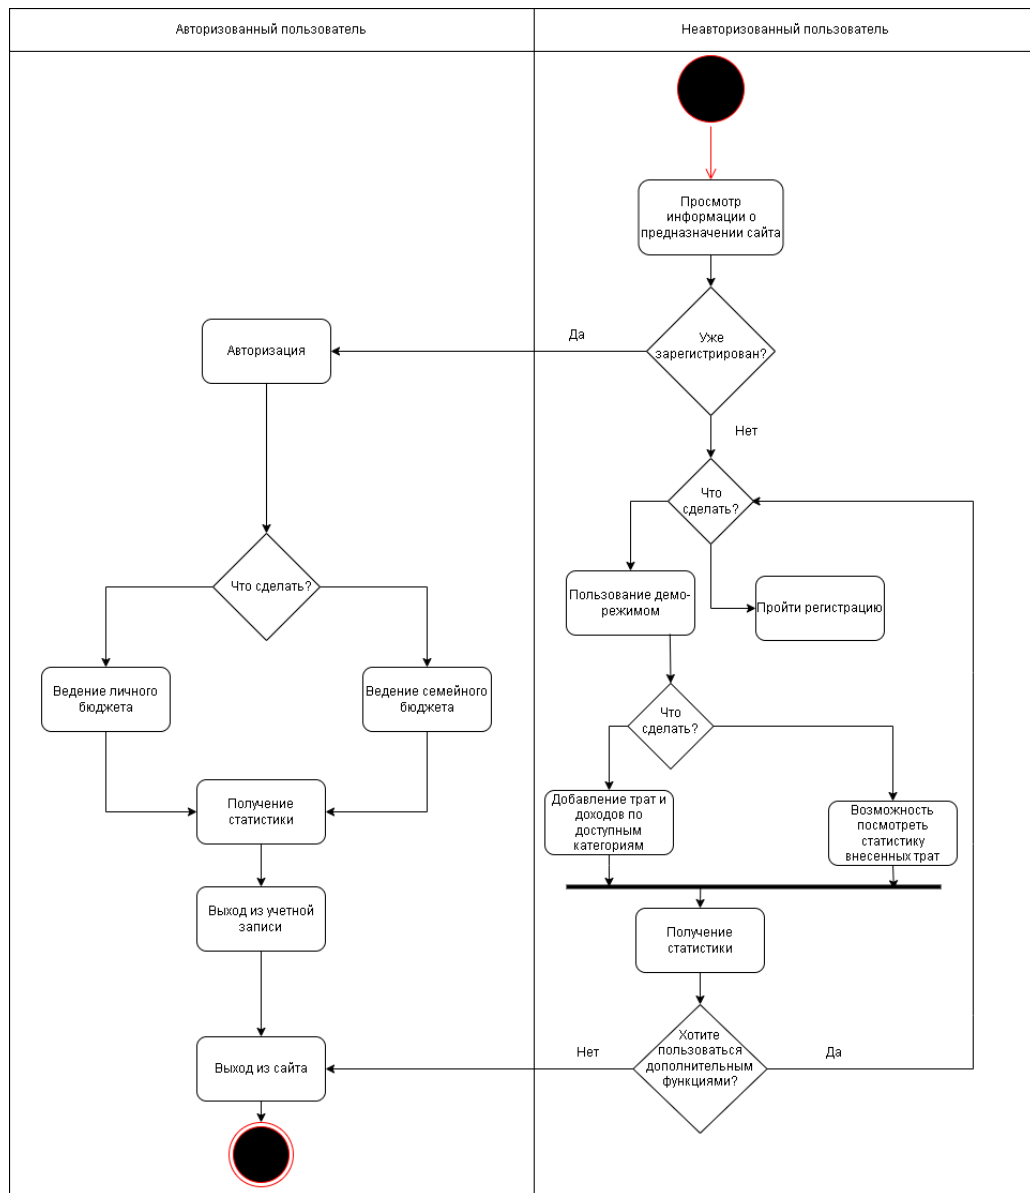 Авторизованный пользователь
Неавторизованный пользователь
Просмотр
информации о
предназначении сайта
Уже
зарегистрирован?
Да
Авторизация
Нет
Что
сделать?
Что сделать?
Пользование демо-
режимом
Пройти регистрацию
Ведение личного
бюджета
Ведение семейного
бюджета
Что
сделать?
Получение
статистики
Добавление трат и
доходов по
доступным
категориям
Возможность
посмотреть
статистику
внесенных трат
Выход из учетной
записи
Получение
статистики
Выход из сайта
Нет
Хотите
пользоваться
дополнительным
функциями?
Да